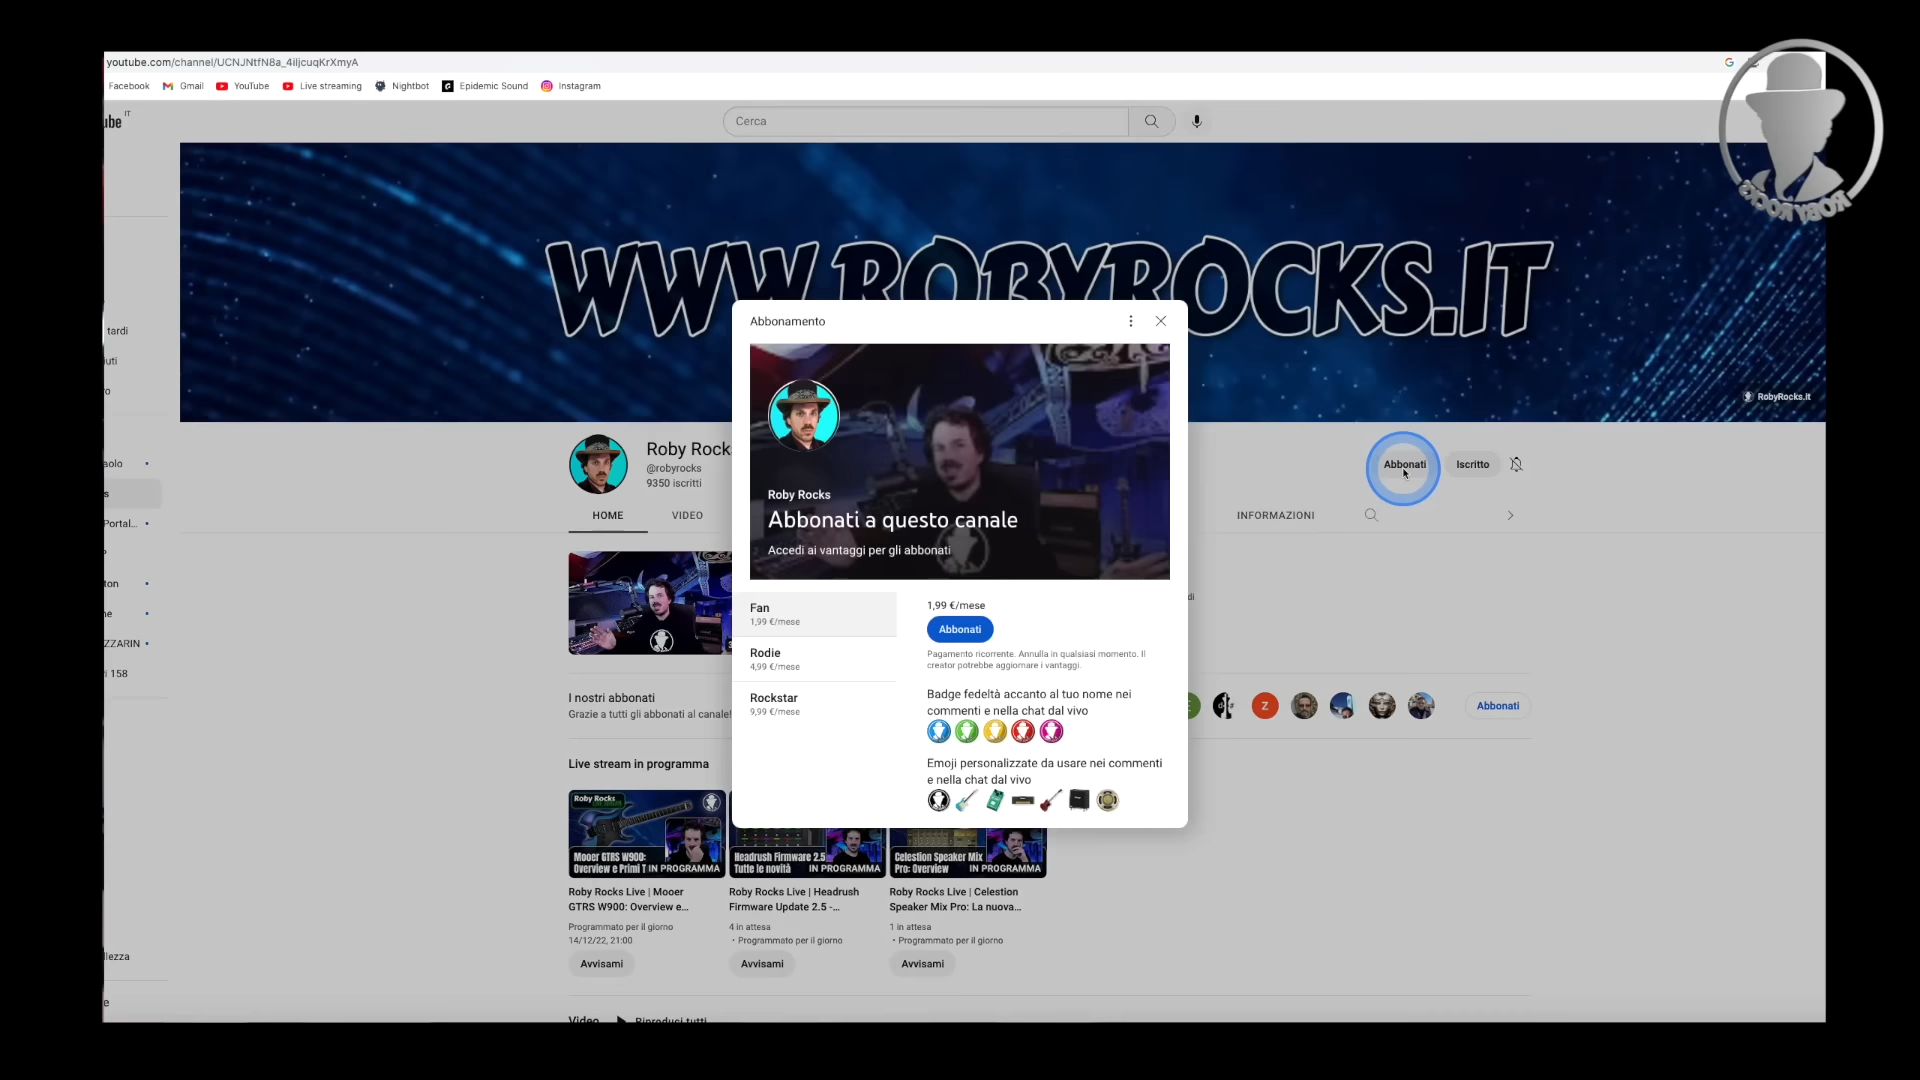 youtube.com/channel/UCNJNtfN8a_4iljcuqKrXmyA
Facebook Gmail YouTube Live streaming Nightbot Epidemic Sound Instagram
IT
Cerca
WWW.ROBYROCKS.IT
RobyRocks.it
ROBY ROCKS
Abbonamento
Roby Rocks
Abbonati a questo canale
Accedi ai vantaggi per gli abbonati
Fan
1,99 €/mese
Rodie
4,99 €/mese
Rockstar
9,99 €/mese
1,99 €/mese
Abbonati
Pagamento ricorrente. Annulla in qualsiasi momento. Il
creator potrebbe aggiornare i vantaggi.
Badge fedeltà accanto al tuo nome nei
commenti e nella chat dal vivo
Emoji personalizzate da usare nei commenti
e nella chat dal vivo
Roby Rock
@robyrocks
9350 iscritti
Abbonati Iscritto
HOME VIDEO INFORMAZIONI
tardi
Portal...
ZZARIN
158
I nostri abbonati
Grazie a tutti gli abbonati al canale!
Z
Abbonati
Live stream in programma
Roby Rocks
Mooer GTRS W900:
Overview e Primi T IN PROGRAMMA
Headrush Firmware 2.5
Tutte le novità IN PROGRAMMA
Celestion Speaker Mix
Pro: Overview IN PROGRAMMA
Roby Rocks Live | Mooer
GTRS W900: Overview e...
Programmato per il giorno
14/12/22, 21:00
Avvisami
Roby Rocks Live | Headrush
Firmware Update 2.5 -...
4 in attesa
• Programmato per il giorno
Avvisami
Roby Rocks Live | Celestion
Speaker Mix Pro: La nuova...
1 in attesa
• Programmato per il giorno
Avvisami
Video Riproduci tutti